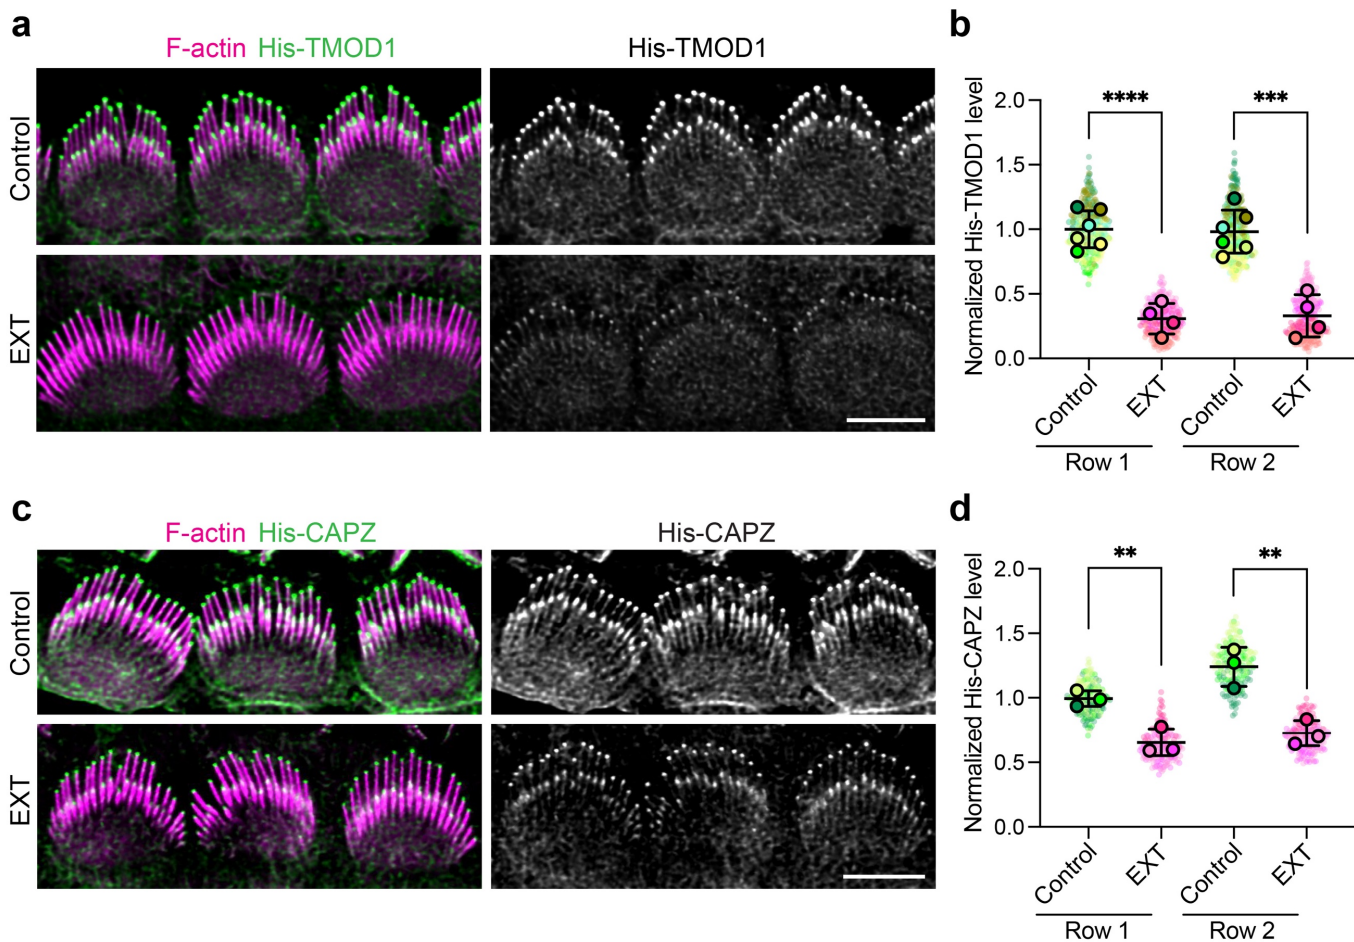 a
F-actin His-TMOD1
His-TMOD1
Control
EXT
b
Normalized His-TMOD1 level
2.0
1.5
1.0
0.5
0.0
****
***
Control
EXT
Control
EXT
Row 1
Row 2
c
F-actin His-CAPZ
His-CAPZ
Control
EXT
d
Normalized His-CAPZ level
2.0
1.5
1.0
0.5
0.0
**
**
Control
EXT
Control
EXT
Row 1
Row 2